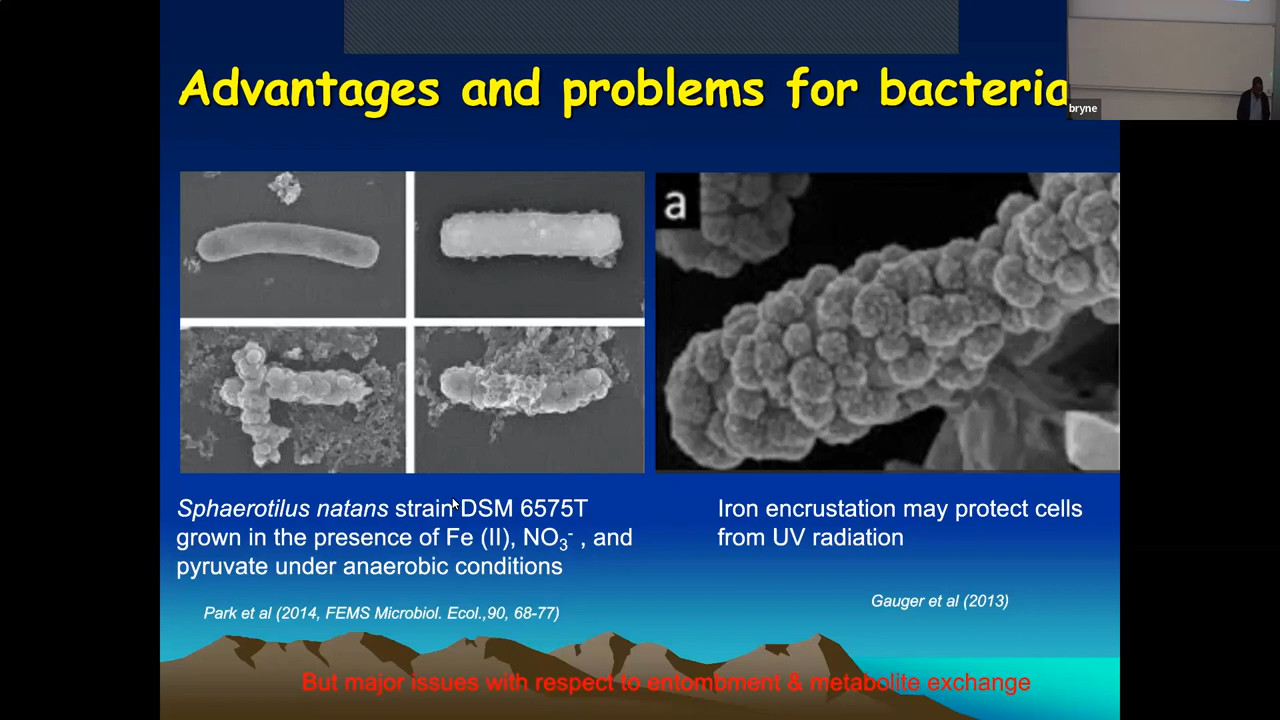 Advantages and problems for bacteria
bryne
a
Sphaerotilus natans strain DSM 6575T
grown in the presence of Fe (II), NO₃⁻ , and
pyruvate under anaerobic conditions
Iron encrustation may protect cells
from UV radiation
Park et al (2014, FEMS Microbiol. Ecol.,90, 68-77)
Gauger et al (2013)
But major issues with respect to entombment & metabolite exchange